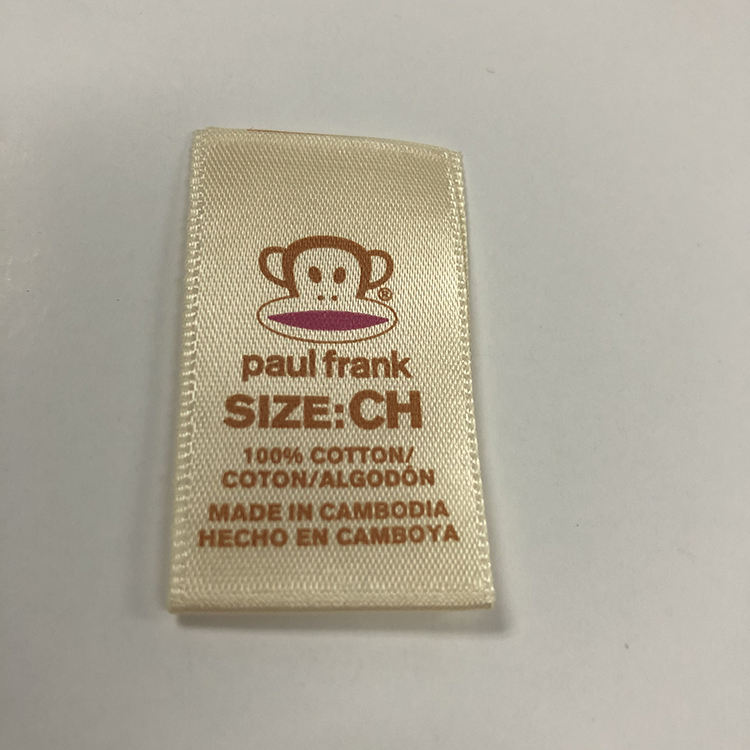 ®
paul frank
SIZE:CH
100% COTTON/
COTON/ALGODÓN
MADE IN CAMBODIA
HECHO EN CAMBOYA